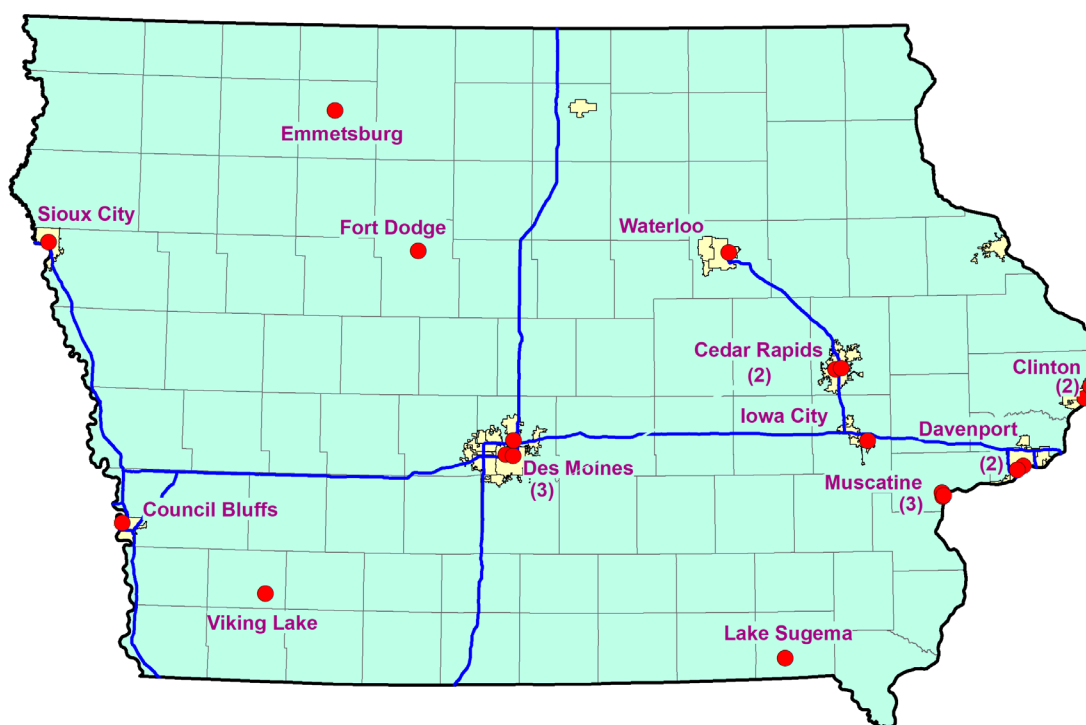 Emmetsburg
Sioux City
Fort Dodge
Waterloo
Cedar Rapids
(2)
Clinton
(2)
Iowa City
Davenport
(2)
Des Moines
(3)
Muscatine
(3)
Council Bluffs
Viking Lake
Lake Sugema